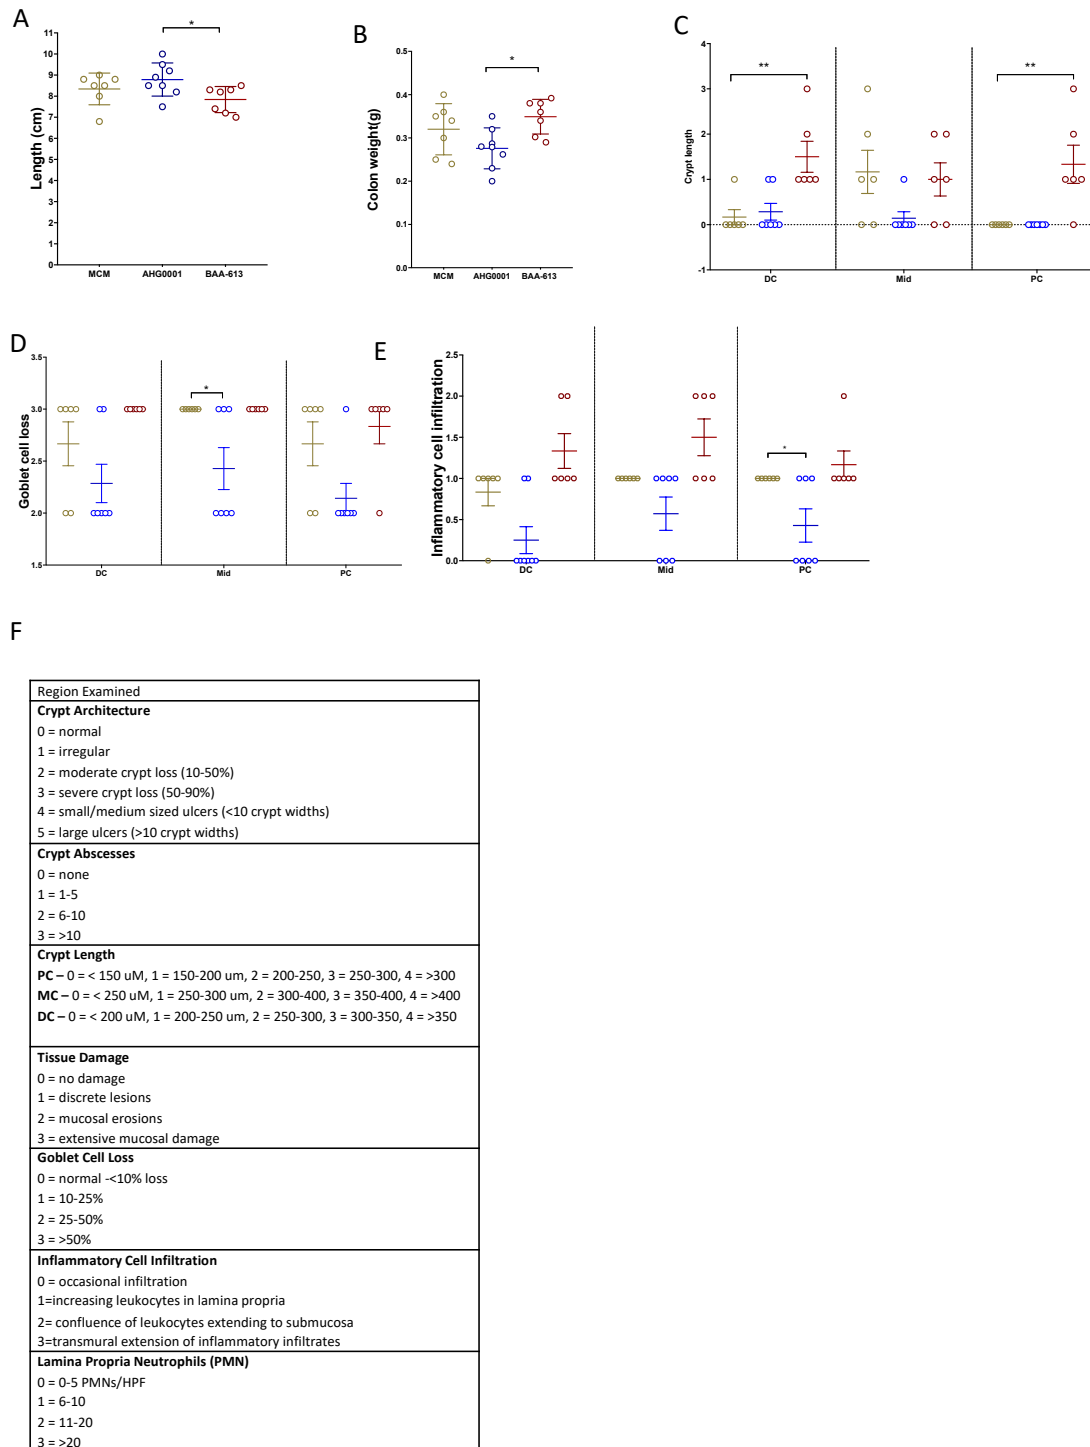 A
*
11
10
9
8
7
6
5
4
3
2
1
0
Length (cm)
MCM AHG0001 BAA-613
B
*
0.5
0.4
0.3
0.2
0.1
0.0
Colon weight(g)
MCM AHG0001 BAA-613
C
** **
4
3
2
1
0
-1
Crypt length
DC Mid PC
D
*
3.5
3.0
2.5
2.0
1.5
Goblet cell loss
DC Mid PC
E
*
2.5
2.0
1.5
1.0
0.5
0.0
Inflammatory cell infiltration
DC Mid PC
F
Region Examined
Crypt Architecture
0 = normal
1 = irregular
2 = moderate crypt loss (10-50%)
3 = severe crypt loss (50-90%)
4 = small/medium sized ulcers (<10 crypt widths)
5 = large ulcers (>10 crypt widths)
Crypt Abscesses
0 = none
1 = 1-5
2 = 6-10
3 = >10
Crypt Length
PC – 0 = < 150 uM, 1 = 150-200 um, 2 = 200-250, 3 = 250-300, 4 = >300
MC – 0 = < 250 uM, 1 = 250-300 um, 2 = 300-400, 3 = 350-400, 4 = >400
DC – 0 = < 200 uM, 1 = 200-250 um, 2 = 250-300, 3 = 300-350, 4 = >350
Tissue Damage
0 = no damage
1 = discrete lesions
2 = mucosal erosions
3 = extensive mucosal damage
Goblet Cell Loss
0 = normal -<10% loss
1 = 10-25%
2 = 25-50%
3 = >50%
Inflammatory Cell Infiltration
0 = occasional infiltration
1=increasing leukocytes in lamina propria
2= confluence of leukocytes extending to submucosa
3=transmural extension of inflammatory infiltrates
Lamina Propria Neutrophils (PMN)
0 = 0-5 PMNs/HPF
1 = 6-10
2 = 11-20
3 = >20